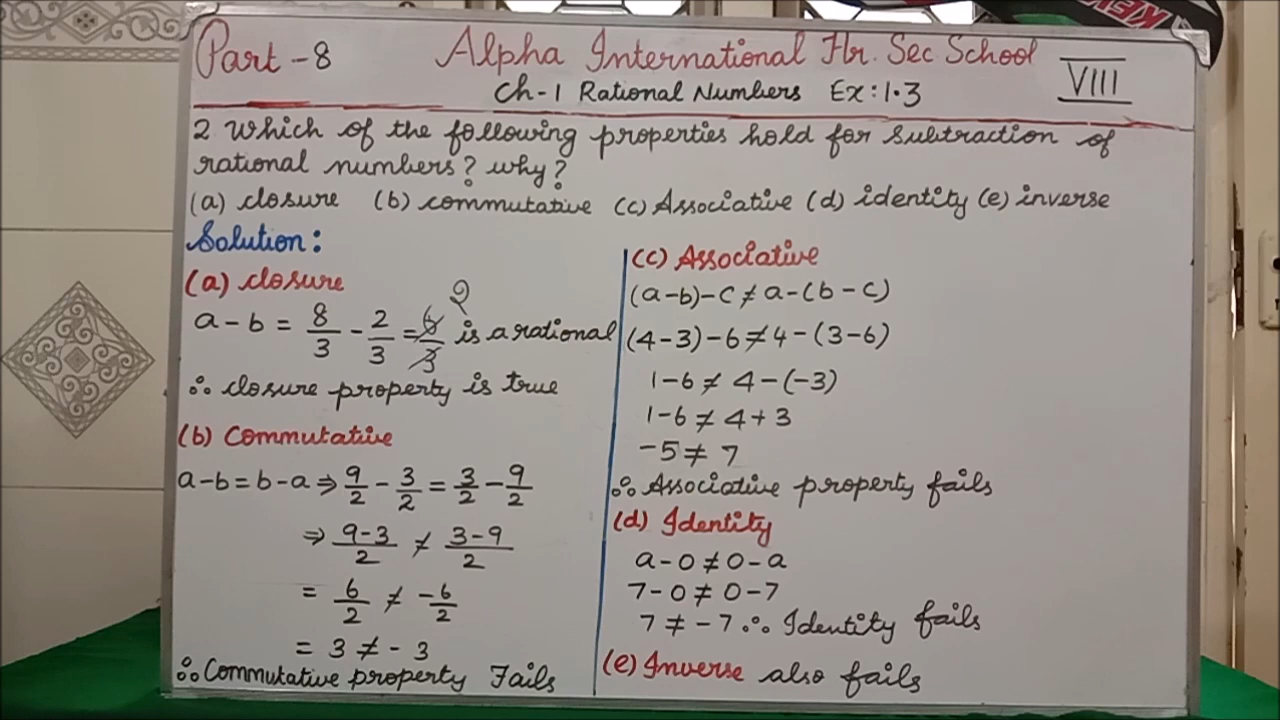 Part - 8
Alpha International Hr. Sec School
VIII
Ch-1 Rational Numbers Ex: 1.3
2 Which of the following properties hold for subtraction of
rational numbers? why?
(a) closure (b) commutative (c) Associative (d) identity (e) inverse
Solution:
(a) closure
a - b = 8/3 - 2/3 = 6/3 2 is a rational
∴ closure property is true
(b) Commutative
a-b = b-a ⇒ 9/2 - 3/2 = 3/2 - 9/2
⇒ 9-3/2 ≠ 3-9/2
= 6/2 ≠ -6/2
= 3 ≠ - 3
∴ Commutative property Fails
(c) Associative
(a-b)-c ≠ a-(b-c)
(4-3)-6 ≠ 4-(3-6)
1-6 ≠ 4-(-3)
1-6 ≠ 4+3
-5 ≠ 7
∴ Associative property fails
(d) Identity
a-0 ≠ 0-a
7-0 ≠ 0-7
7 ≠ -7 ∴ Identity fails
(e) Inverse also fails